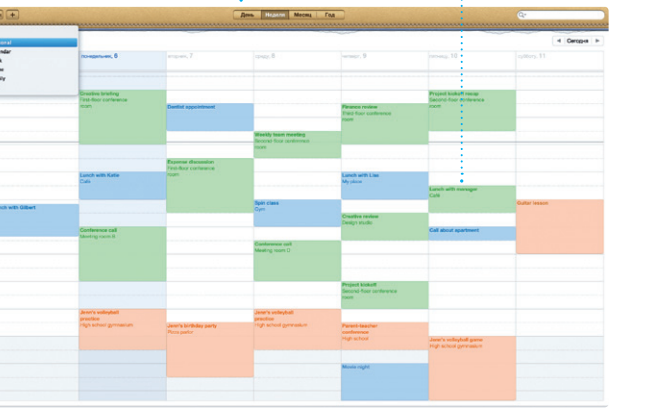 День Неделя Месяц Год
Сегодня
понедельник, 6
вторник, 7
среда, 8
четверг, 9
пятница, 10
суббота, 11
Creative briefing
First-floor conference
room
Dentist appointment
Weekly team meeting
Second-floor conference
room
Finance review
Third-floor conference
room
Project kickoff recap
Second-floor conference
room
Lunch with Katie
Cafe
Expense discussion
First-floor conference
room
Lunch with Lisa
My place
Lunch with manager
Café
Spin class
Gym
Guitar lesson
ch with Gilbert
Creative review
Design studio
Conference call
Meeting room B
Call about apartment
Conference call
Meeting room D
Project kickoff
Second-floor conference
room
Jenn's volleyball
practice
High school gymnasium
Jenn's birthday party
Jenn's volleyball
practice
High school gymnasium
Parent-teacher
conference
High school
Jenn's volleyball game
High school gymnasium
Movie night